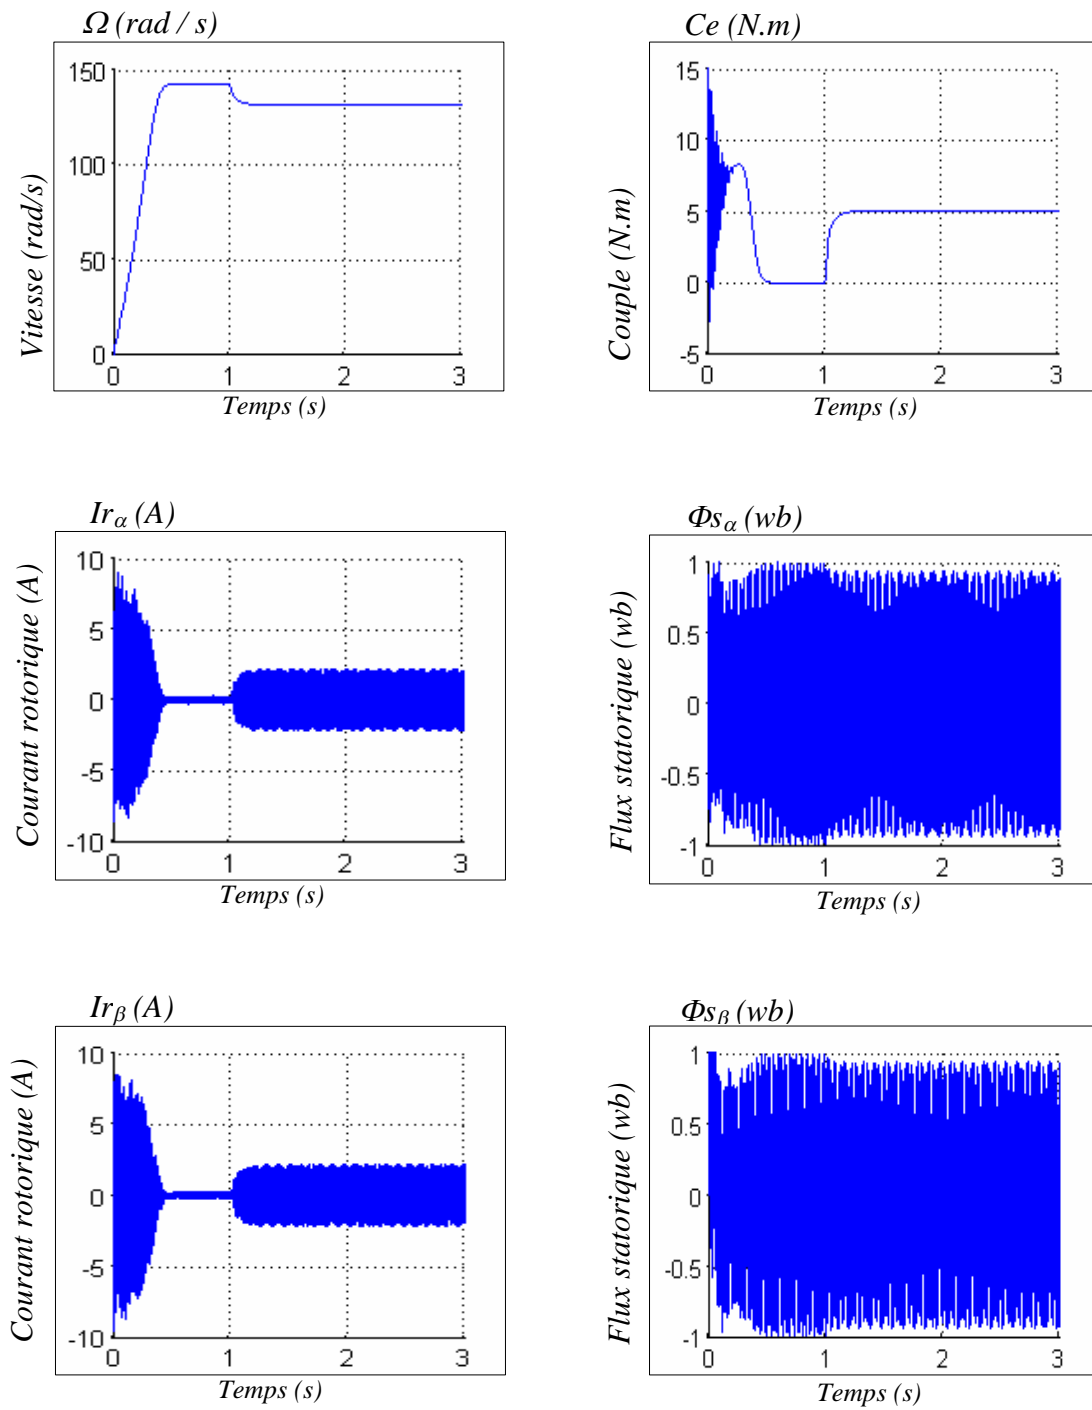 Ω (rad / s)
Vitesse (rad/s)
150
100
50
0
0 1 2 3
Temps (s)
Ce (N.m)
Couple (N.m)
15
10
5
0
-5
0 1 2 3
Temps (s)
Irα (A)
Courant rotorique (A)
10
5
0
-5
-10
0 1 2 3
Temps (s)
Φsα (wb)
Flux statorique (wb)
1
0.5
0
-0.5
-1
0 1 2 3
Temps (s)
Irβ (A)
Courant rotorique (A)
10
5
0
-5
-10
0 1 2 3
Temps (s)
Φsβ (wb)
Flux statorique (wb)
1
0.5
0
-0.5
-1
0 1 2 3
Temps (s)